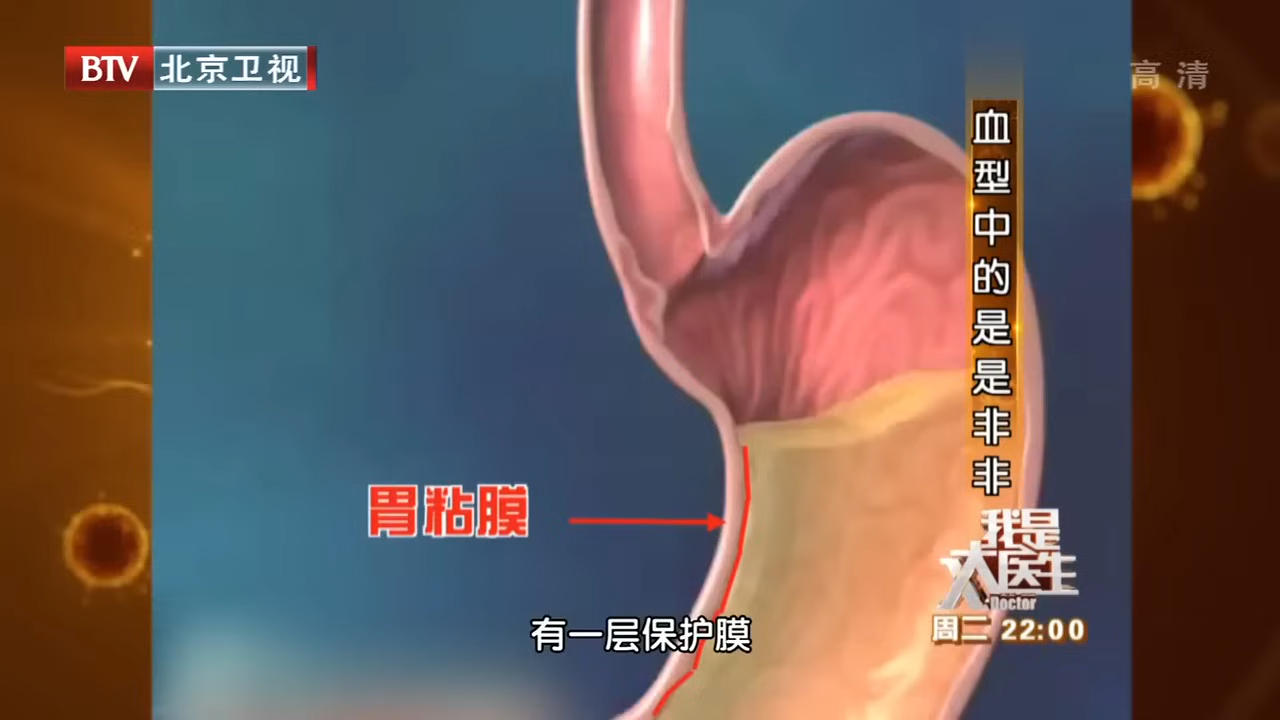 BTV 北京卫视
高清
血型中的是是非非
胃粘膜
有一层保护膜
我是
大医生
Doctor
周二 22:00